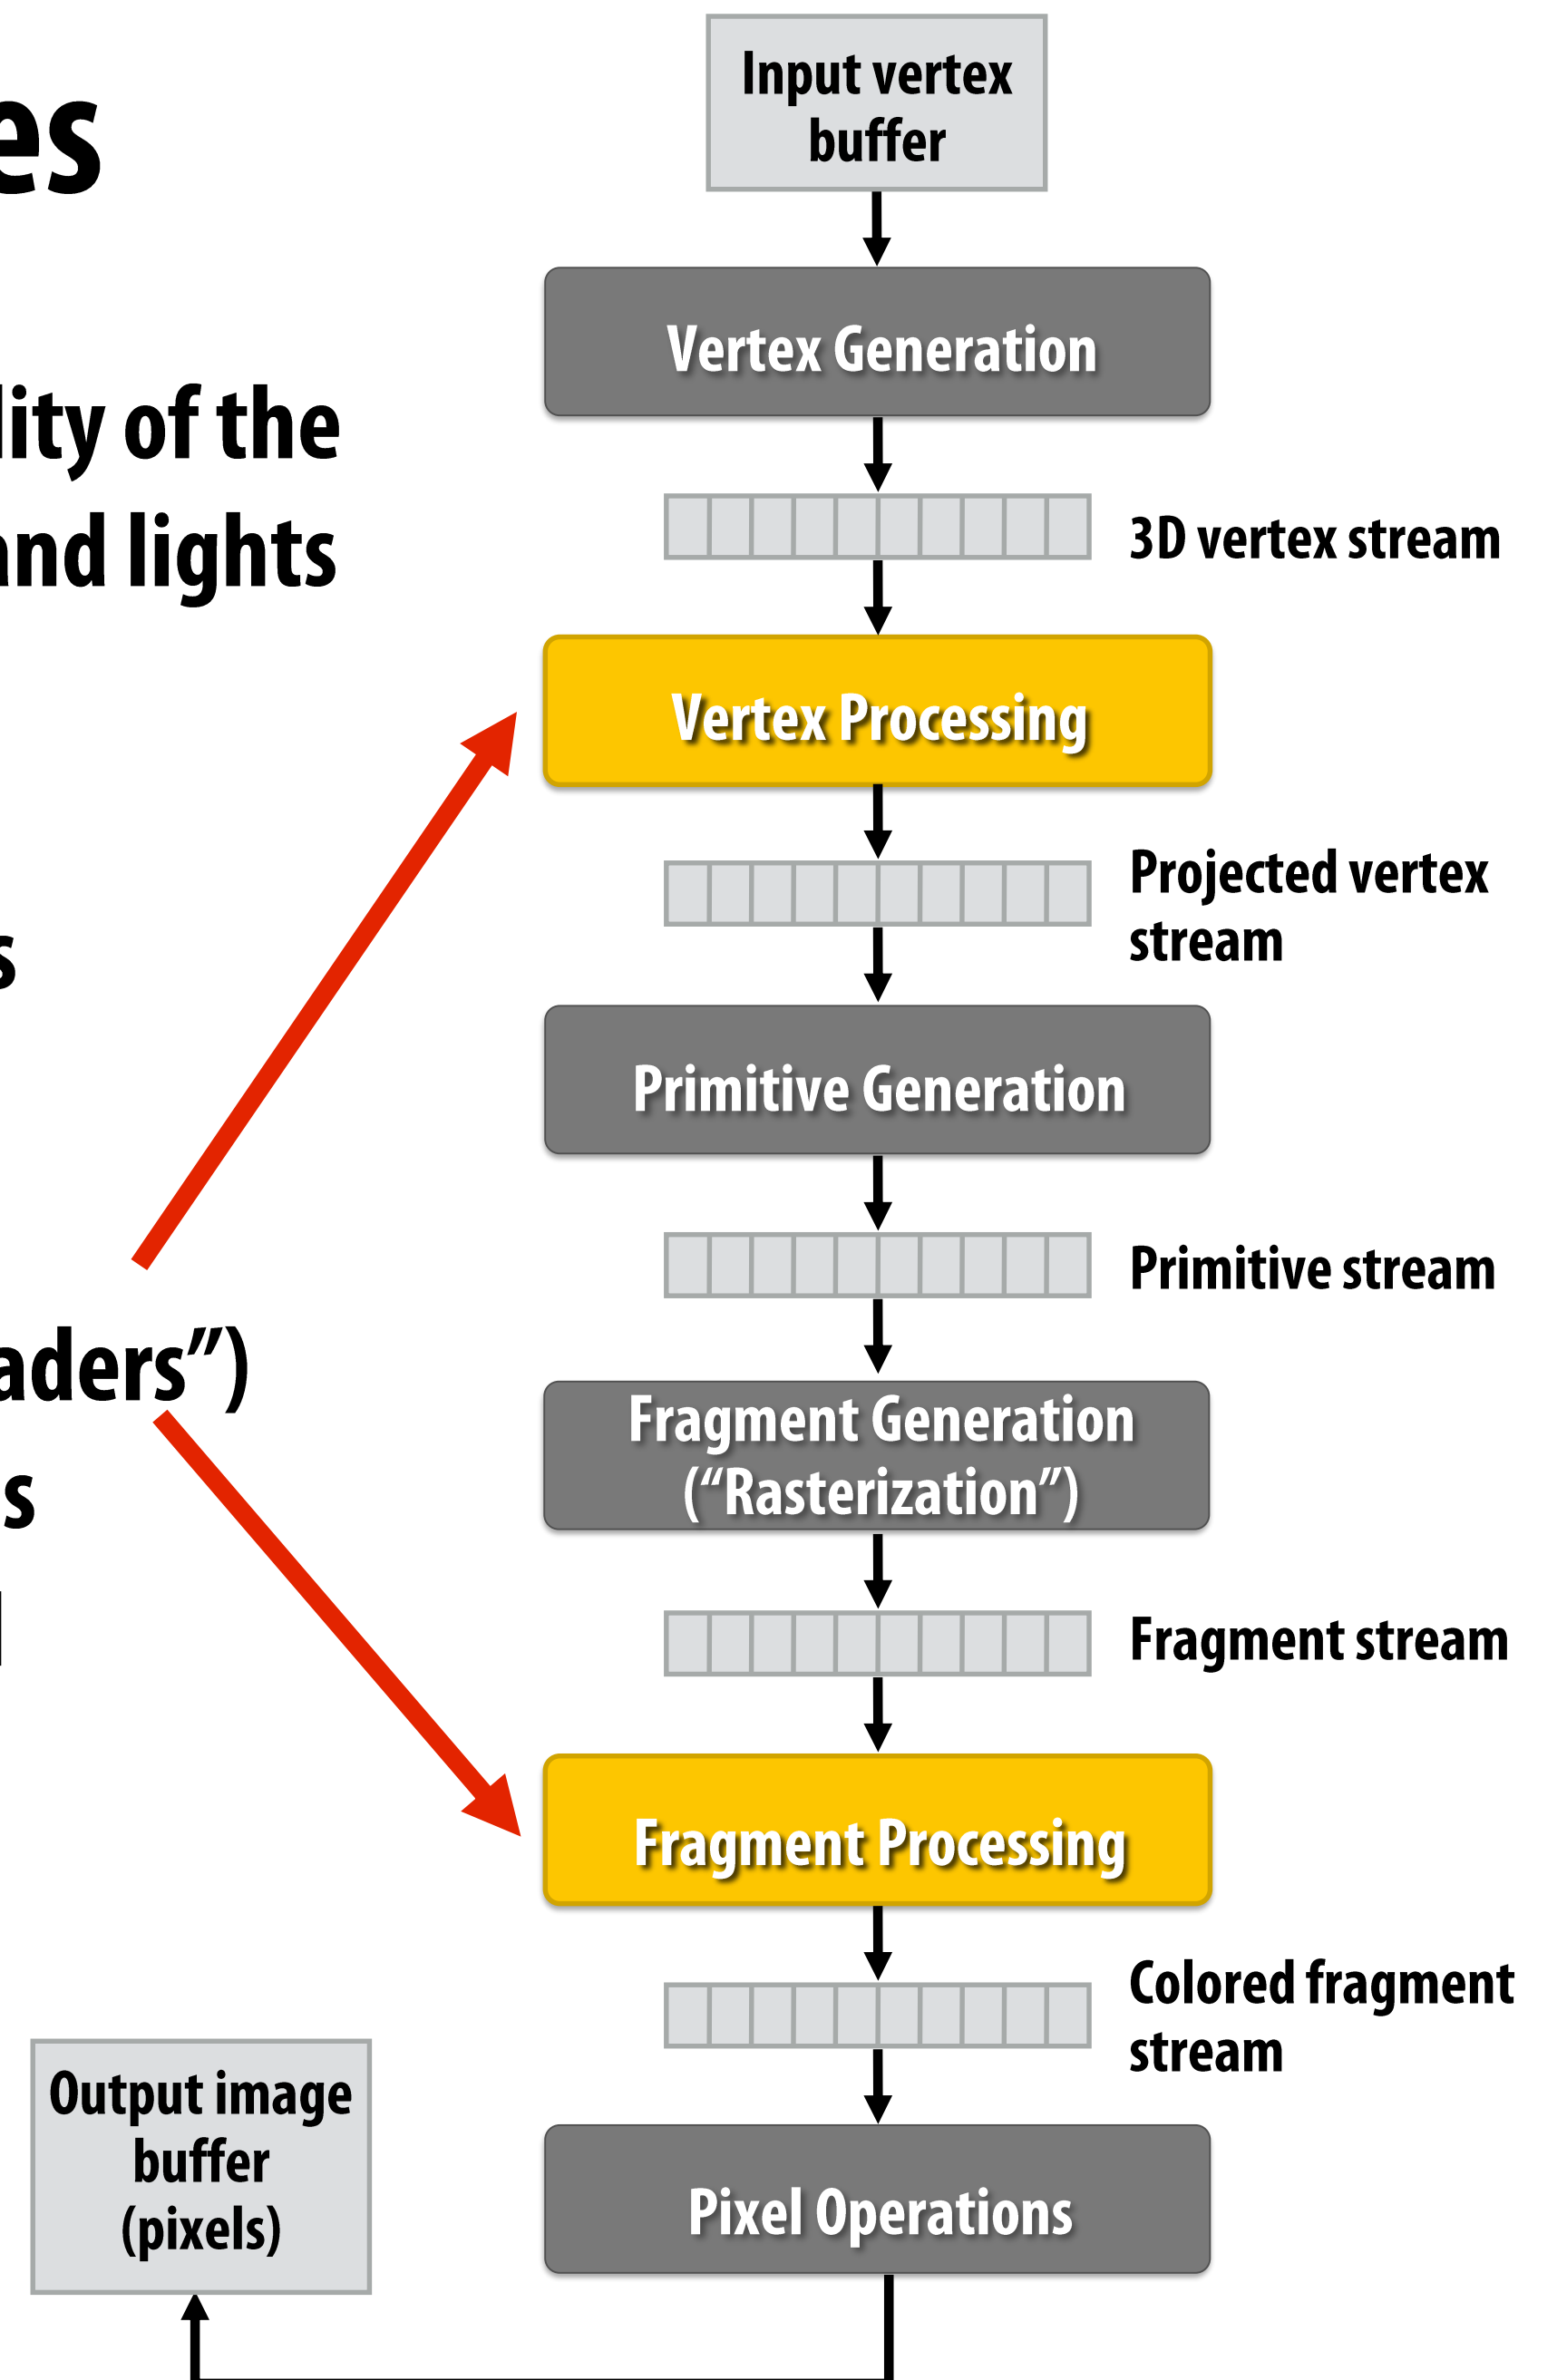 es
lity of the
and lights
s
aders”)
s
Input vertex
buffer
Vertex Generation
3D vertex stream
Vertex Processing
Projected vertex
stream
Primitive Generation
Primitive stream
Fragment Generation
(“Rasterization”)
Fragment stream
Fragment Processing
Colored fragment
stream
Pixel Operations
Output image
buffer
(pixels)